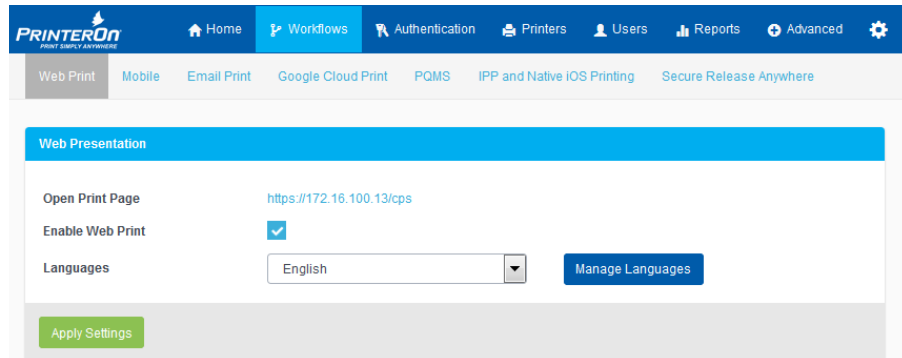 PRINTERON
PRINT SIMPLY ANYWHERE
Home Workflows Authentication Printers Users Reports Advanced
Web Print Mobile Email Print Google Cloud Print PQMS IPP and Native iOS Printing Secure Release Anywhere
Web Presentation
Open Print Page https://172.16.100.13/cps
Enable Web Print
Languages English Manage Languages
Apply Settings